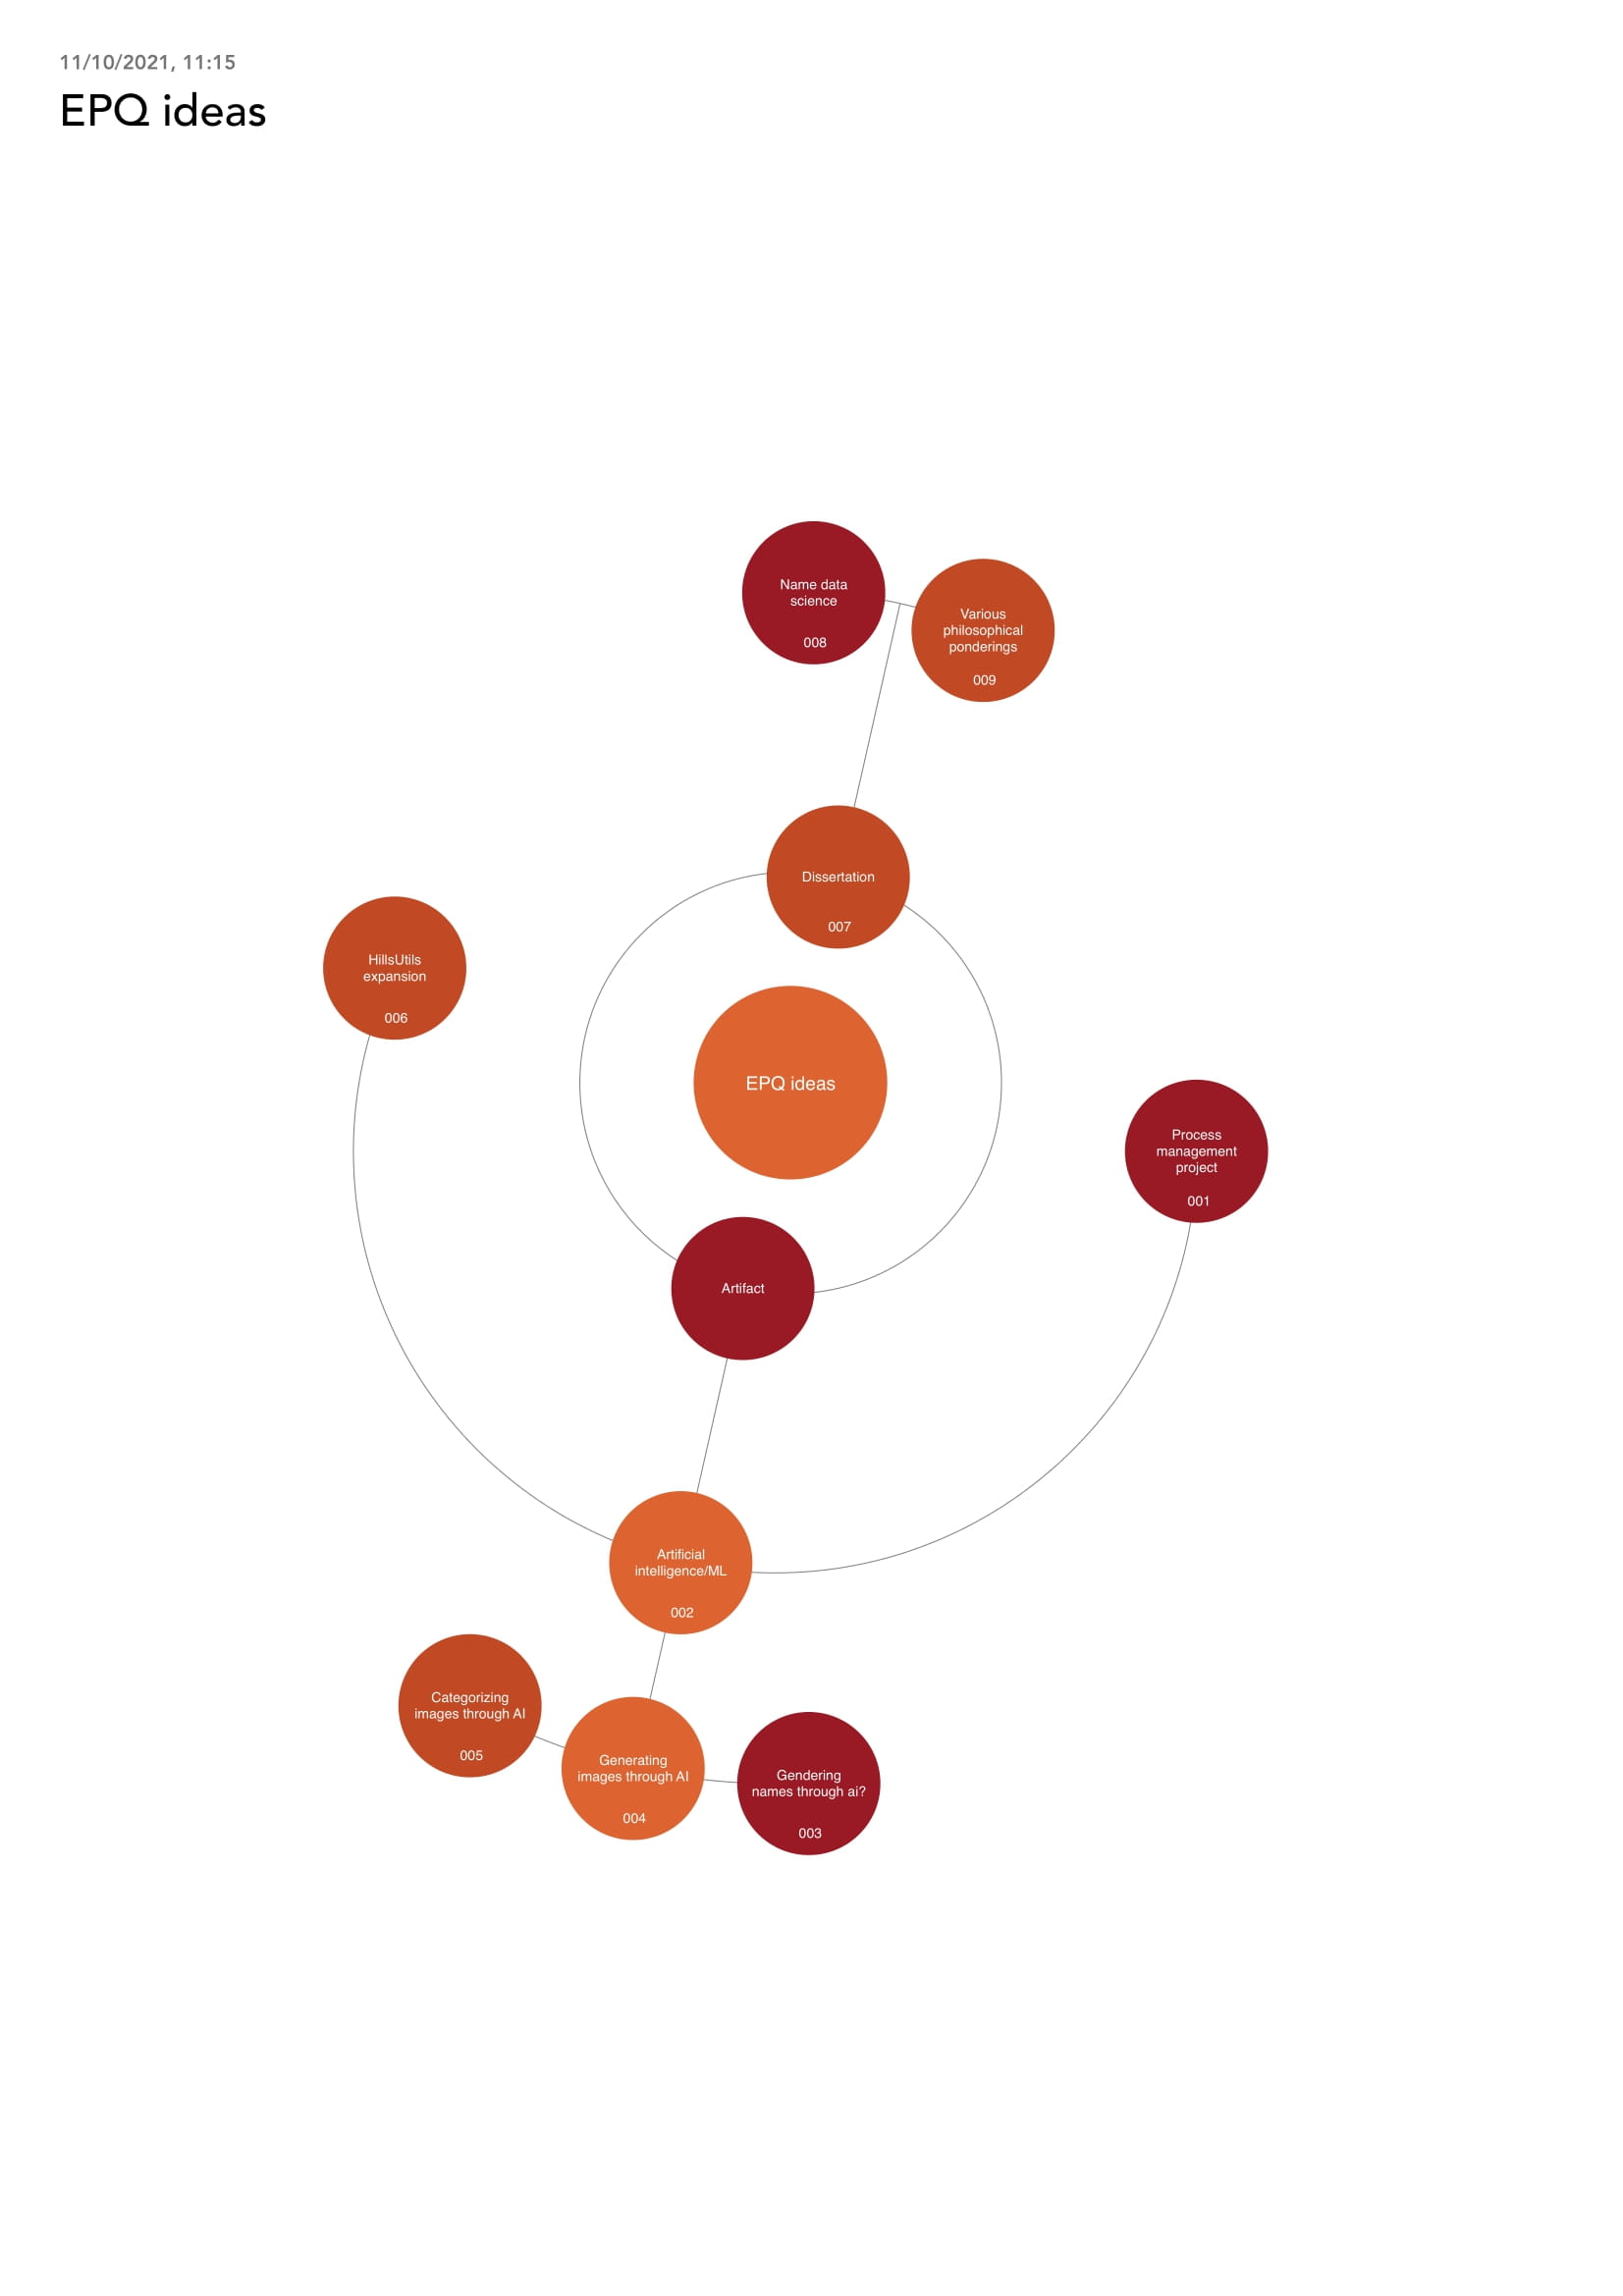 11/10/2021, 11:15
EPQ ideas
Name data
science
008
Various
philosophical
ponderings
009
Dissertation
007
HillsUtils
expansion
006
EPQ ideas
Process
management
project
001
Artifact
Artificial
intelligence/ML
002
Categorizing
images through AI
005
Generating
images through AI
004
Gendering
names through ai?
003